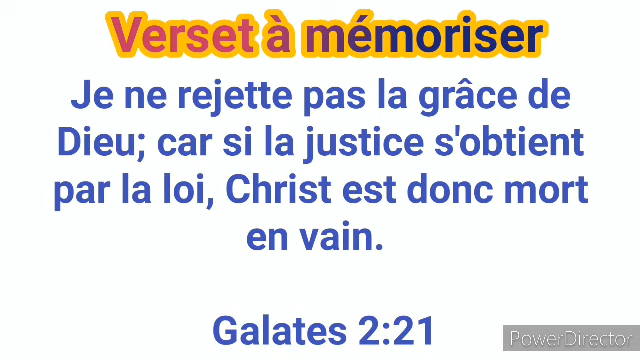 Verset à mémoriser
Je ne rejette pas la grâce de
Dieu; car si la justice s'obtient
par la loi, Christ est donc mort
en vain.
Galates 2:21
PowerDirector